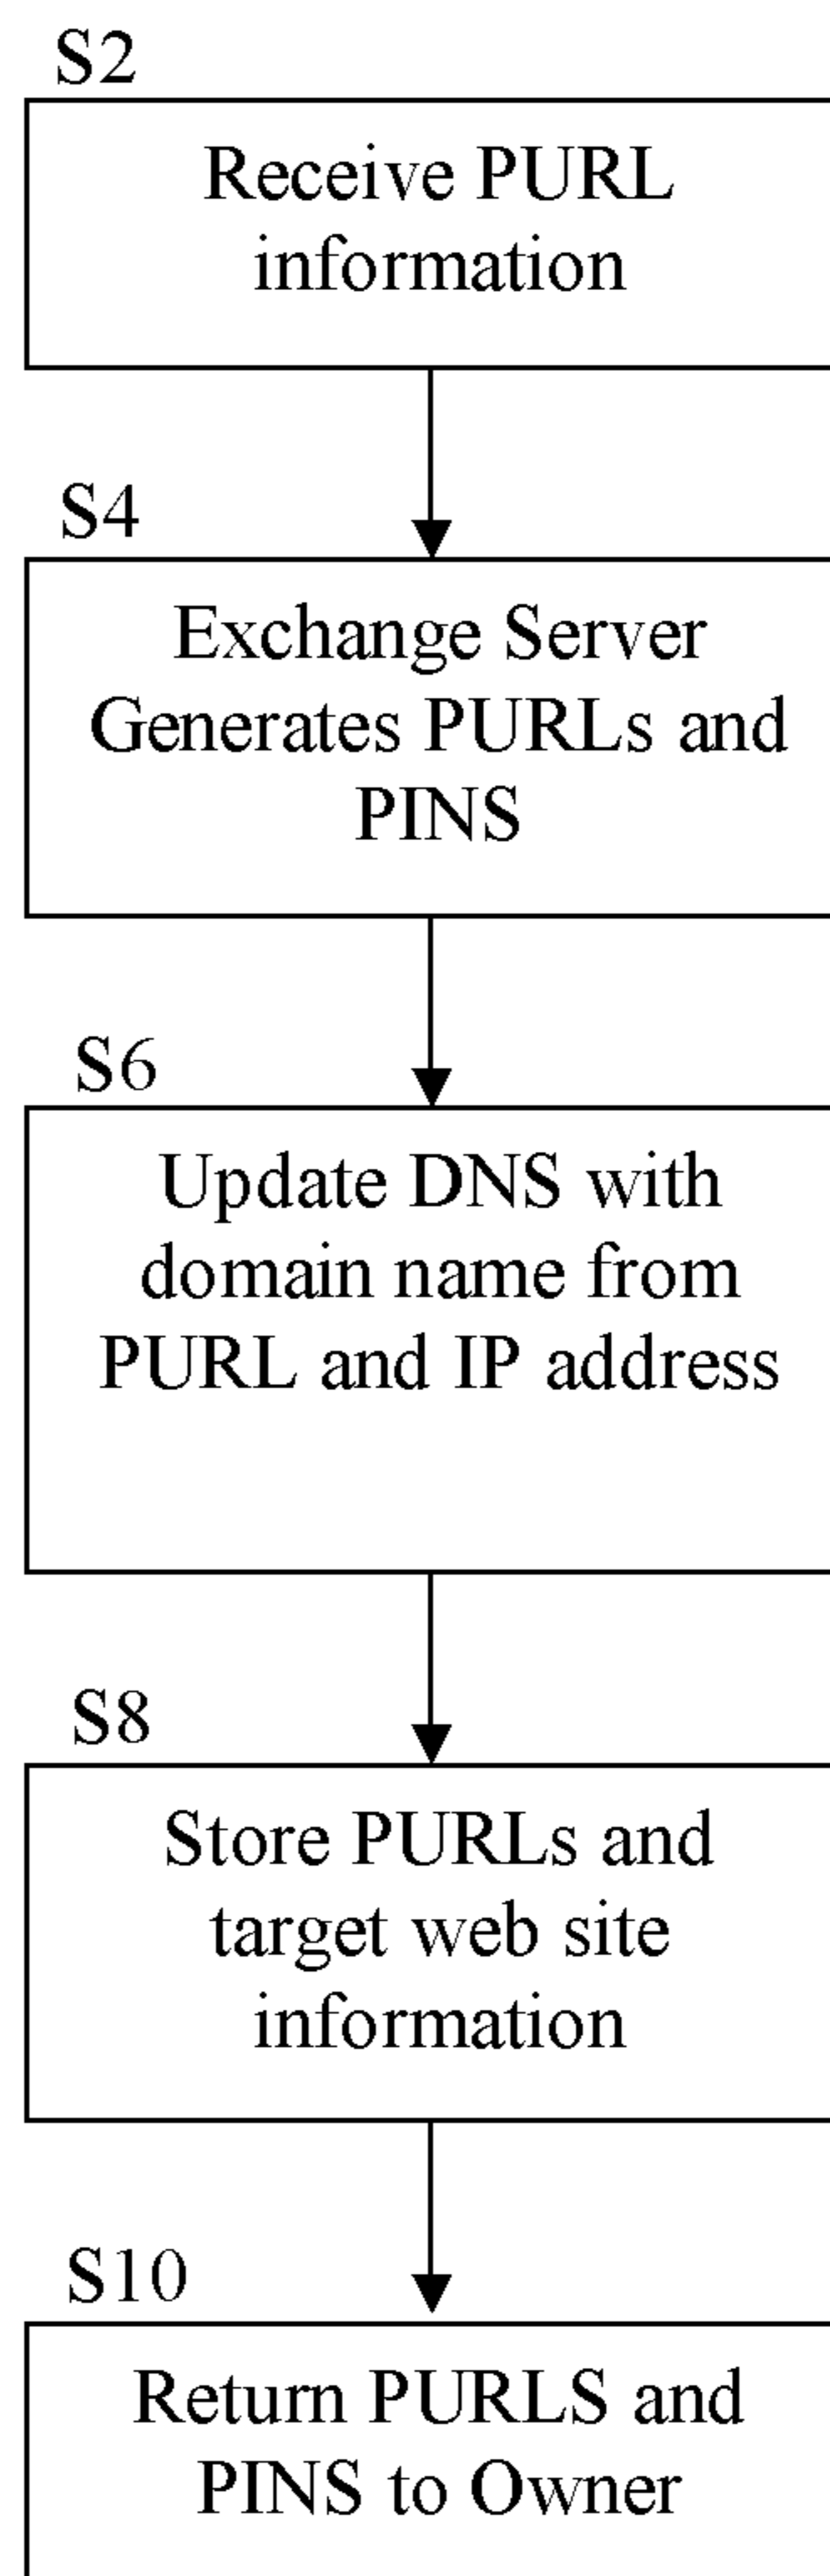 S2
Receive PURL
information
S4
Exchange Server
Generates PURLs and
PINS
S6
Update DNS with
domain name from
PURL and IP address
S8
Store PURLs and
target web site
information
S10
Return PURLS and
PINS to Owner